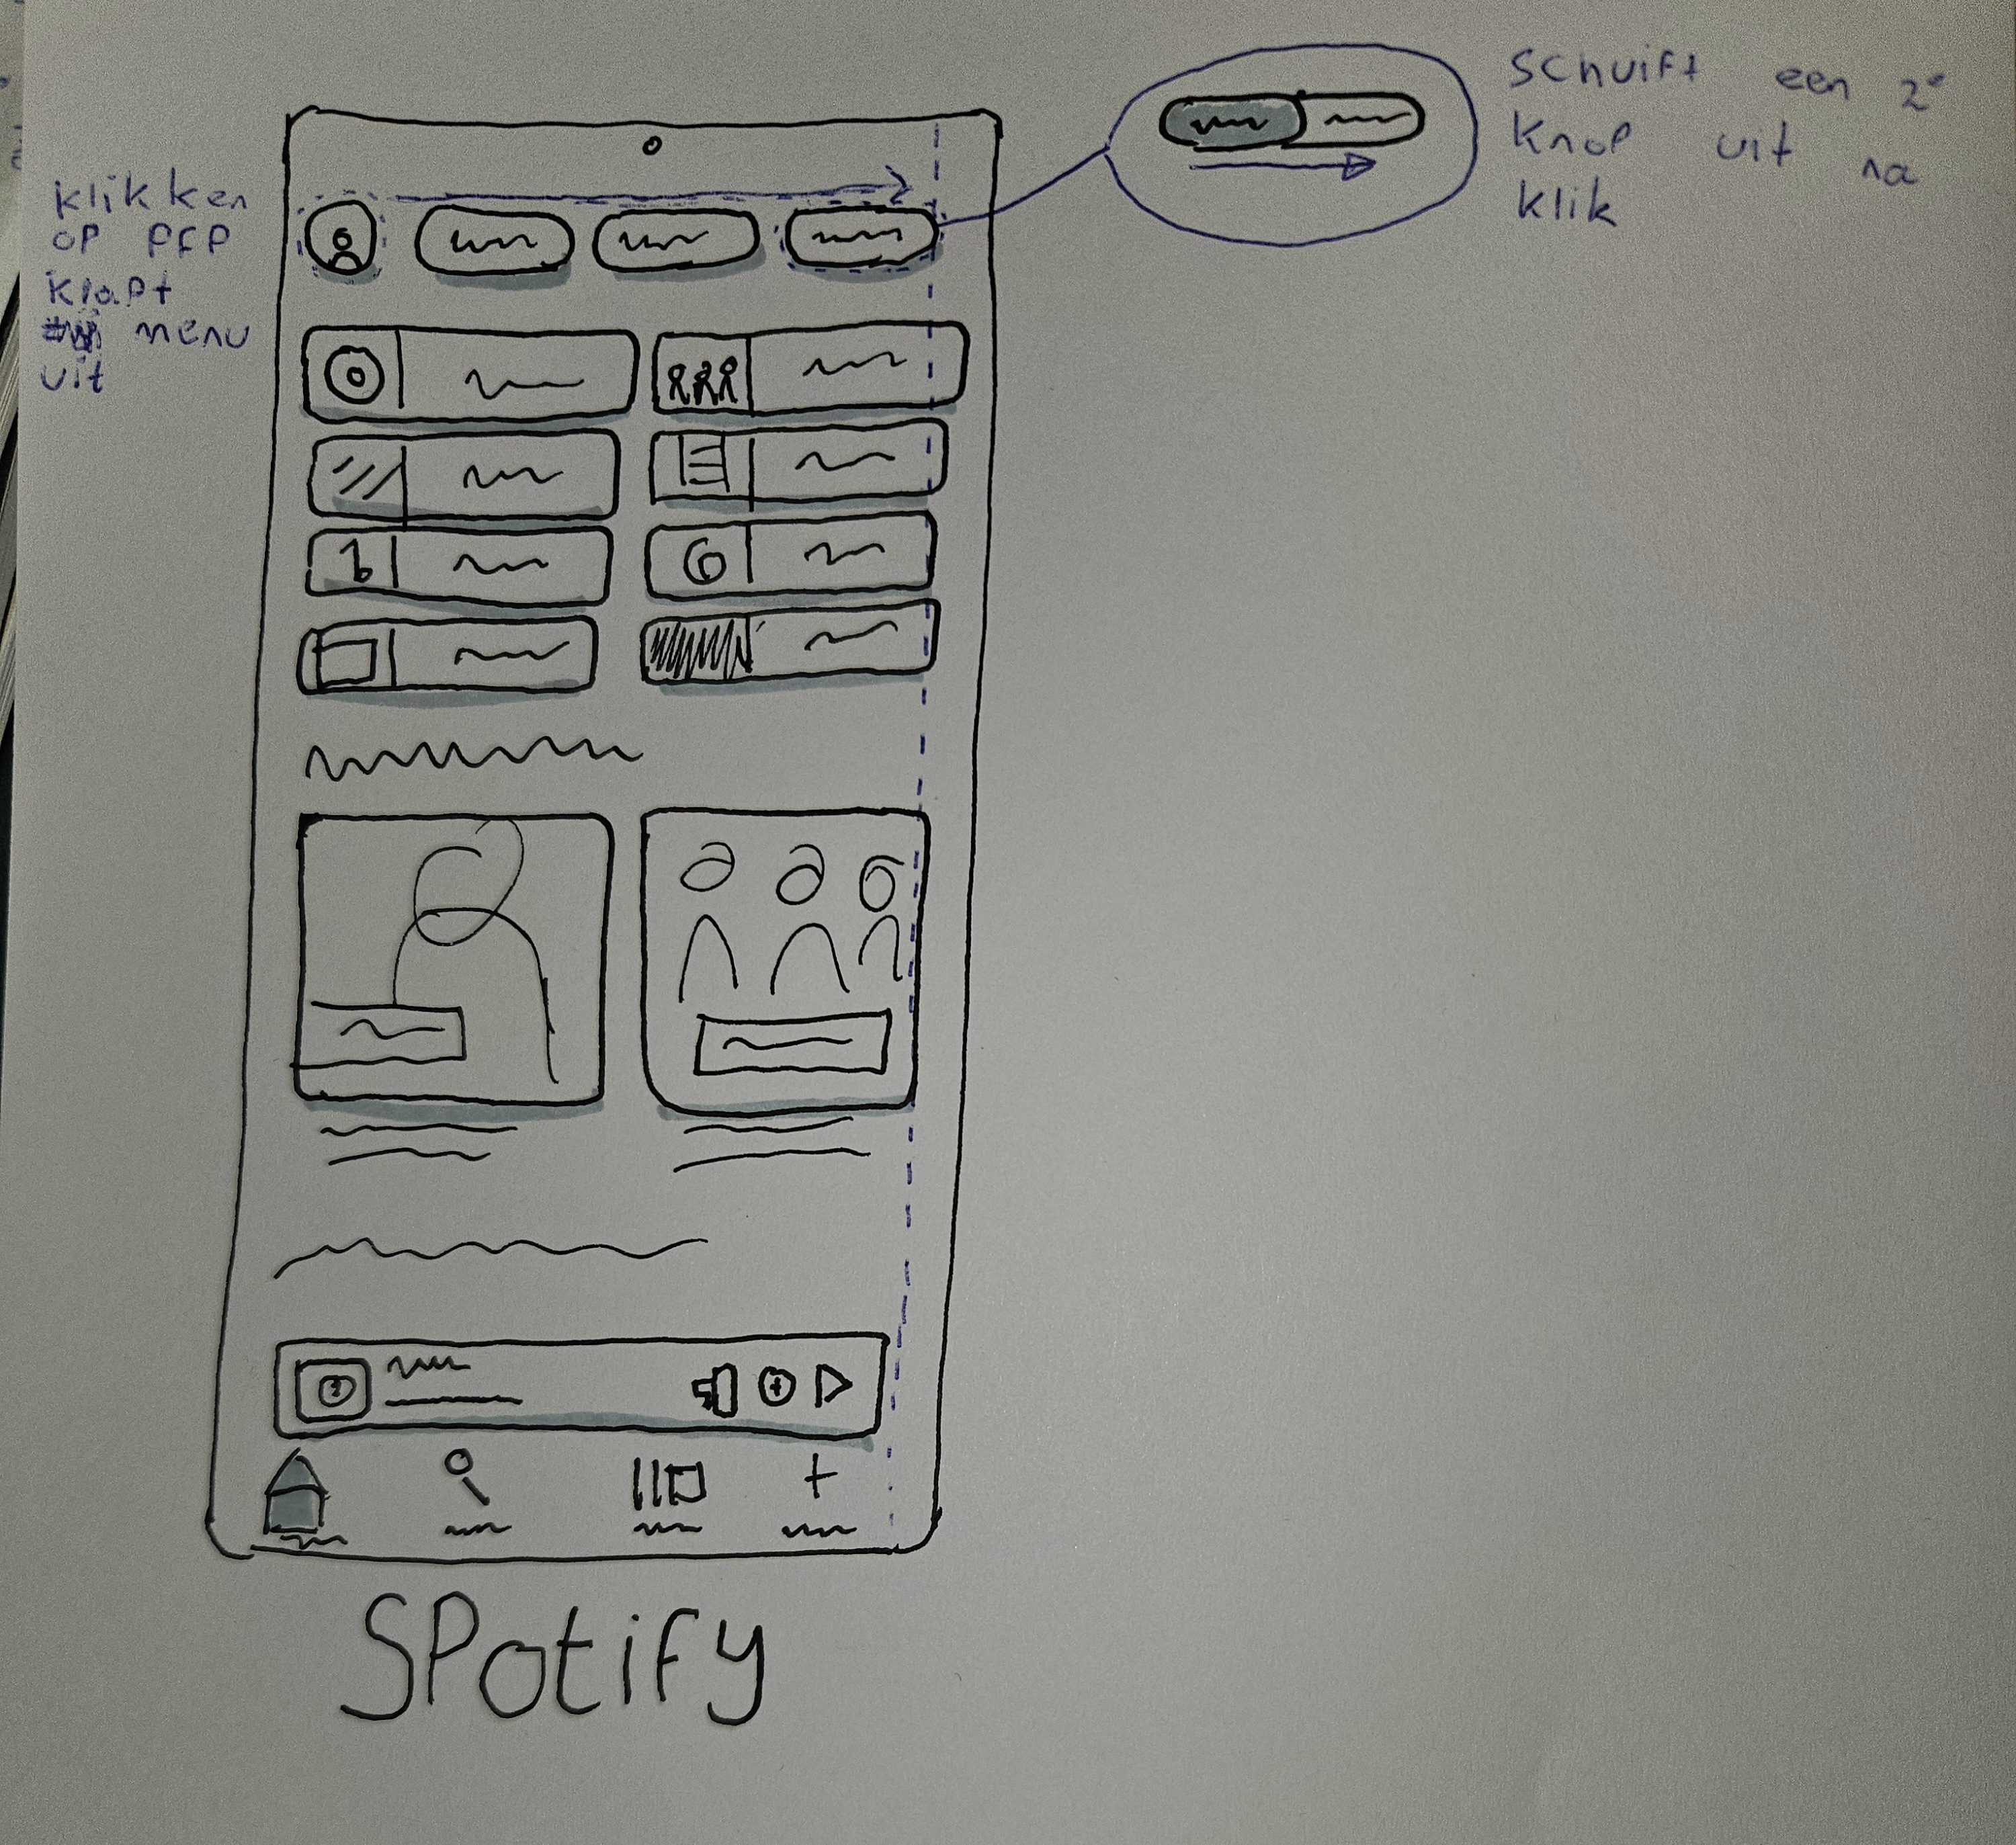 klikken
op pfp
klapt
menu
uit
Schuift een 2e
knop uit na
klik
SPotify